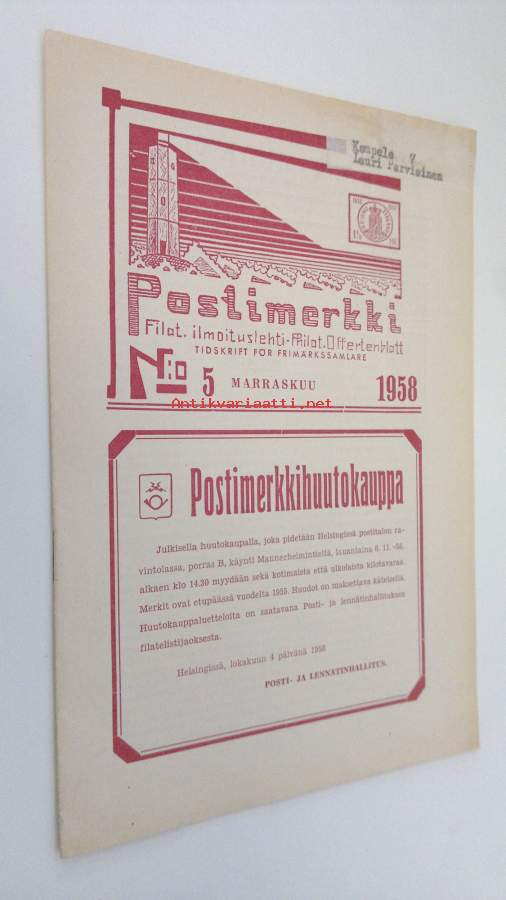 Kempele 7
Lauri Parviainen
Postimerkki
Filat. ilmoituslehti-Philat. Offertenblatt
TIDSKRIFT FÖR FRIMÄRKSSAMLARE
N:o 5 MARRASKUU 1958
Antikvariaatti.net
Postimerkkihuutokauppa
Julkisella huutokaupalla, joka pidetään Helsingissä postitalon ra-
vintolassa, porras B, käynti Mannerheimintieltä, lauantaina 8. 11. -58
alkaen klo 14.30 myydään sekä kotimaista että ulkolaista kilotavaraa
Merkit ovat etupäässä vuodelta 1955. Huudot on maksettava käteisellä.
Huutokauppaluetteloita on saatavana Posti- ja lennätinhallituksen
filatelistijaoksesta.
Helsingissä, lokakuun 4 päivänä 1958
POSTI- JA LENNÄTINHALLITUS.